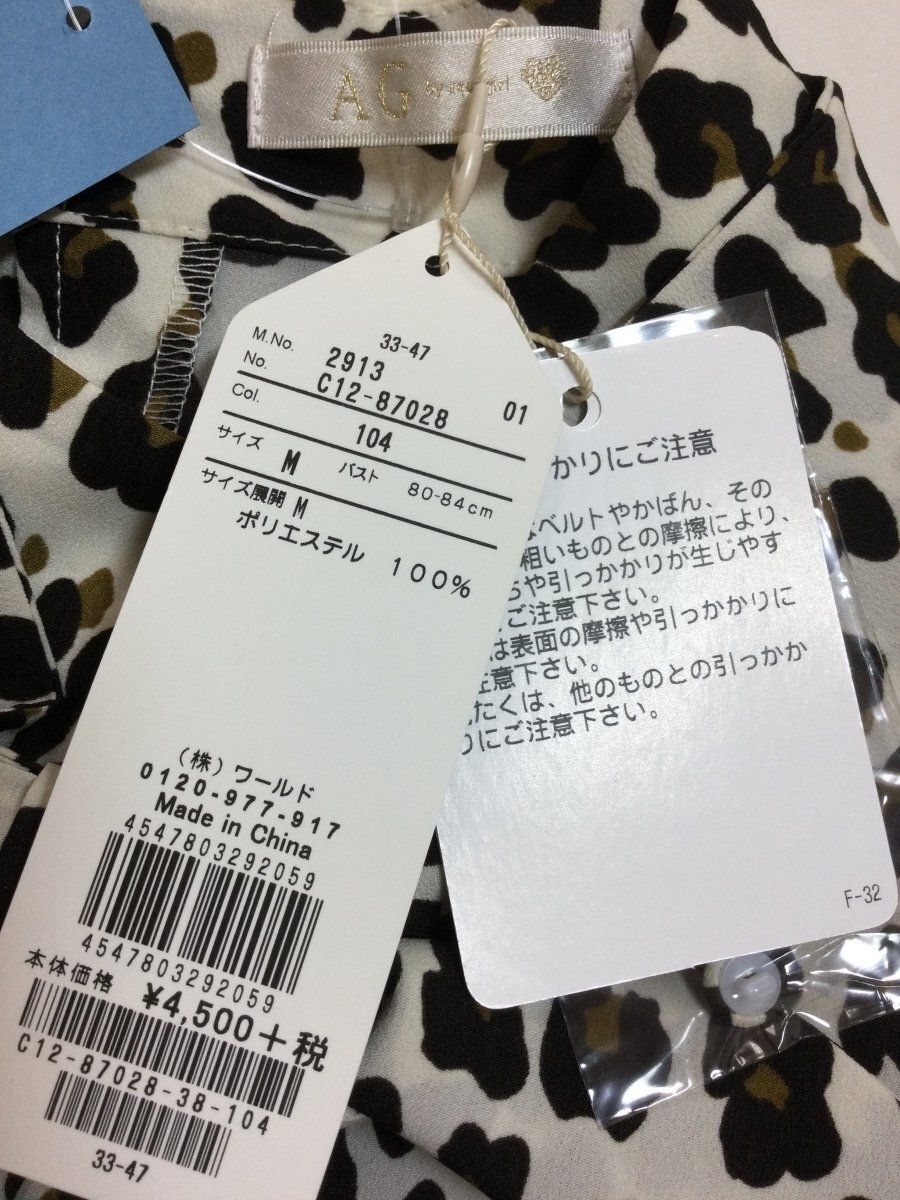 AG by aquagirl
33-47
M.No. 2913
No. C12-87028 01
Col. 104
サイズ M バスト 80-84cm
サイズ展開 M
ポリエステル 100%
(株)ワールド
0120-977-917
Made in China
4547803292059
4547803292059
本体価格 ¥4,500+税
C12-87028-38-104
33-47
かりにご注意
ベルトやかばん、その
粗いものとの摩擦により、
や引っかかりが生じやす
ご注意下さい。
は表面の摩擦や引っかかりに
注意下さい。
たくは、他のものとの引っかか
りにご注意下さい。
F-32